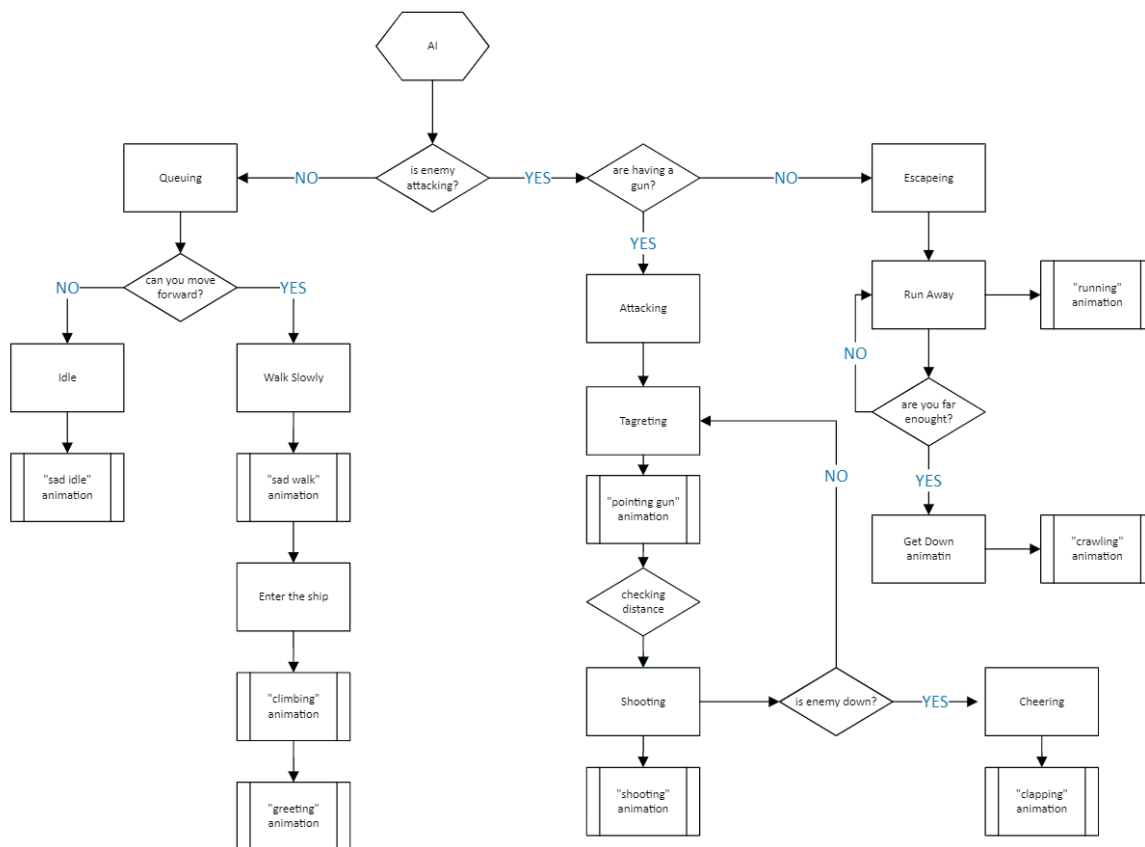 AI
Queuing
NO
is enemy
attacking?
YES
are having a
gun?
NO
Escapeing
YES
NO
can you move
forward?
YES
Attacking
Run Away
"running"
animation
NO
Idle
Walk Slowly
Tagreting
are you far
enought?
"sad idle"
animation
"sad walk"
animation
"pointing gun"
animation
NO
YES
Get Down
animatin
"crawling"
animation
Enter the ship
checking
distance
"climbing"
animation
Shooting
is enemy down?
YES
Cheering
"greeting"
animation
"shooting"
animation
"clapping"
animation